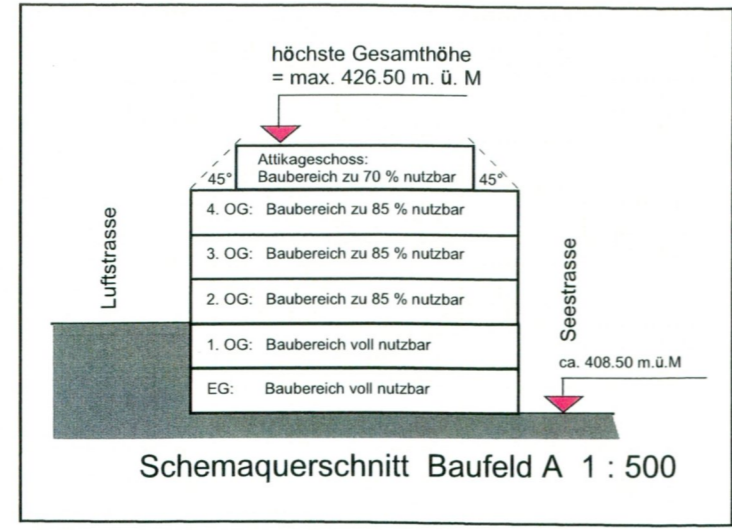 höchste Gesamthöhe
= max. 426.50 m. ü. M
Attikageschoss:
Baubereich zu 70 % nutzbar
45°
45°
4. OG: Baubereich zu 85 % nutzbar
3. OG: Baubereich zu 85 % nutzbar
2. OG: Baubereich zu 85 % nutzbar
1. OG: Baubereich voll nutzbar
EG: Baubereich voll nutzbar
Luftstrasse
Seestrasse
ca. 408.50 m.ü.M
Schemaquerschnitt Baufeld A 1 : 500